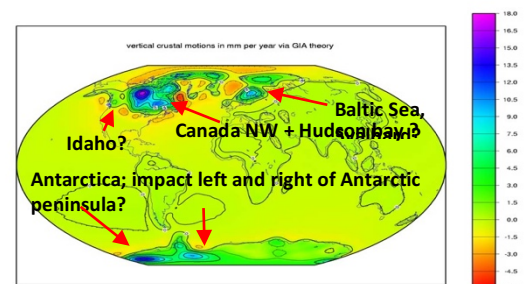 vertical crustal motions in mm per year via GIA theory
Idaho?
Canada NW + Hudson bay ?
Baltic Sea,
Antarctica; impact left and right of Antarctic
peninsula?
18.0
16.5
15.0
13.5
12.0
10.5
9.0
7.5
6.0
4.5
3.0
1.5
0.0
-1.5
-3.0
-4.5